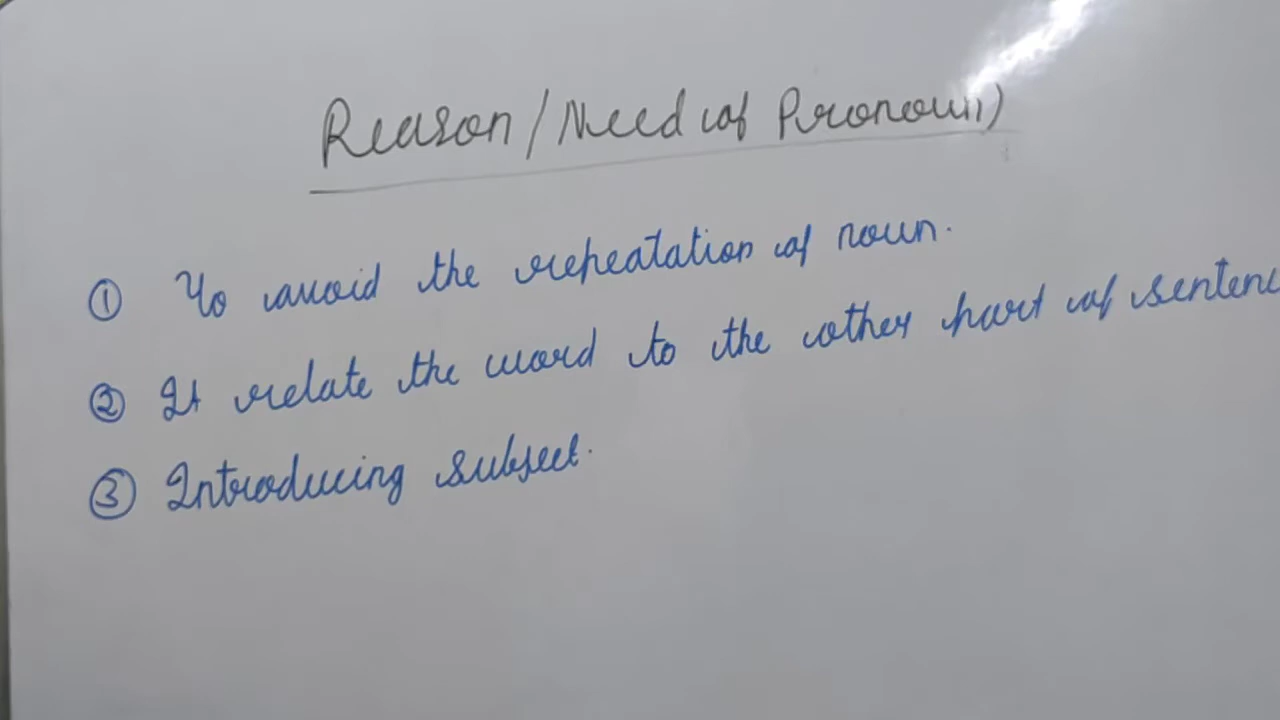 Reason/Need of Pronoun
① To avoid the repeatation of noun.
② It relate the word to the other part of sentenc
③ Introducing subject.